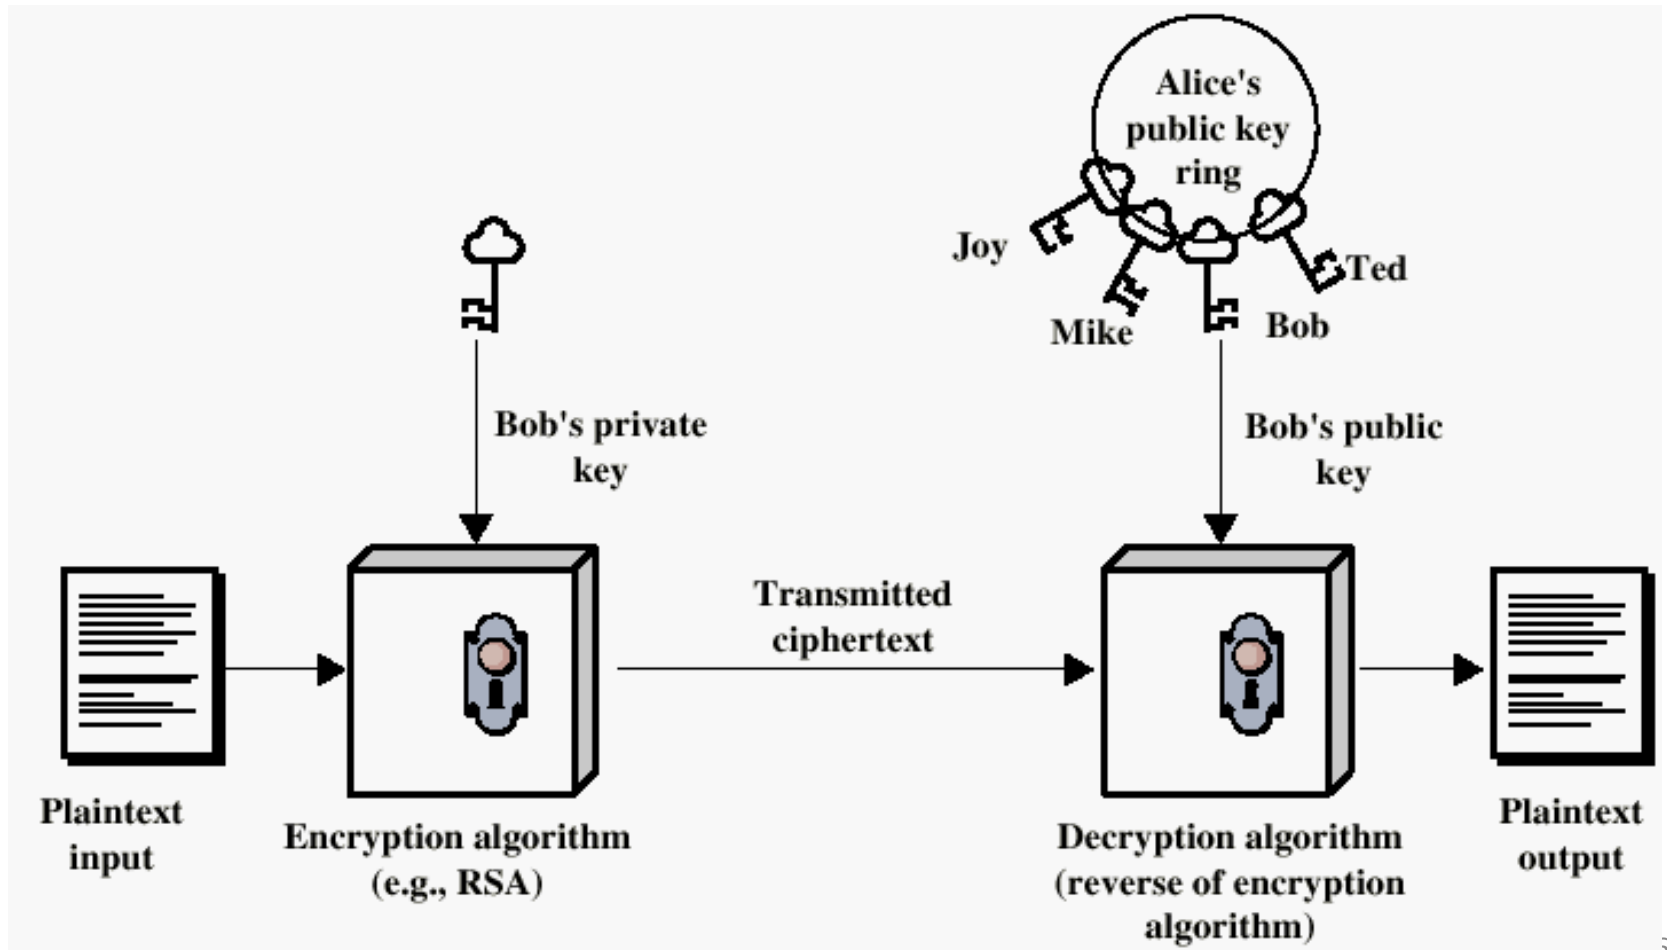 Alice's
public key
ring
Joy
Ted
Mike
Bob
Bob's private
key
Bob's public
key
Transmitted
ciphertext
Plaintext
input
Encryption algorithm
(e.g., RSA)
Decryption algorithm
(reverse of encryption
algorithm)
Plaintext
output